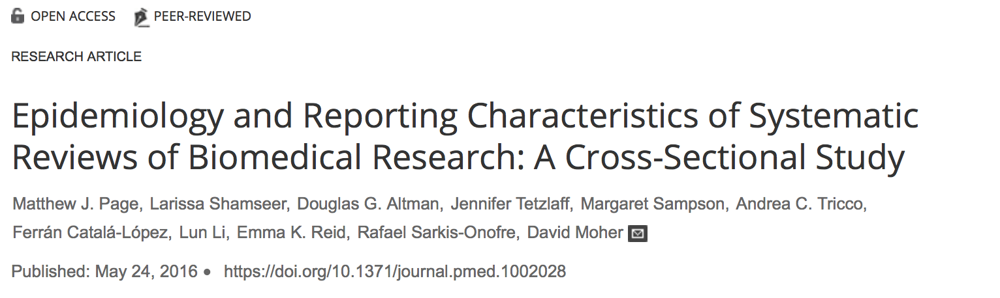 OPEN ACCESS PEER-REVIEWED
RESEARCH ARTICLE
Epidemiology and Reporting Characteristics of Systematic
Reviews of Biomedical Research: A Cross-Sectional Study
Matthew J. Page, Larissa Shamseer, Douglas G. Altman, Jennifer Tetzlaff, Margaret Sampson, Andrea C. Tricco,
Ferrán Catalá-López, Lun Li, Emma K. Reid, Rafael Sarkis-Onofre, David Moher
Published: May 24, 2016 • https://doi.org/10.1371/journal.pmed.1002028